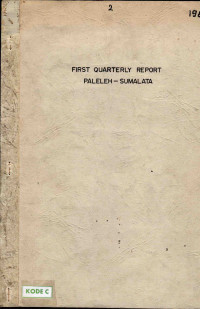 2
196
FIRST QUARTERLY REPORT
PALELEH - SUMALATA
KODE C